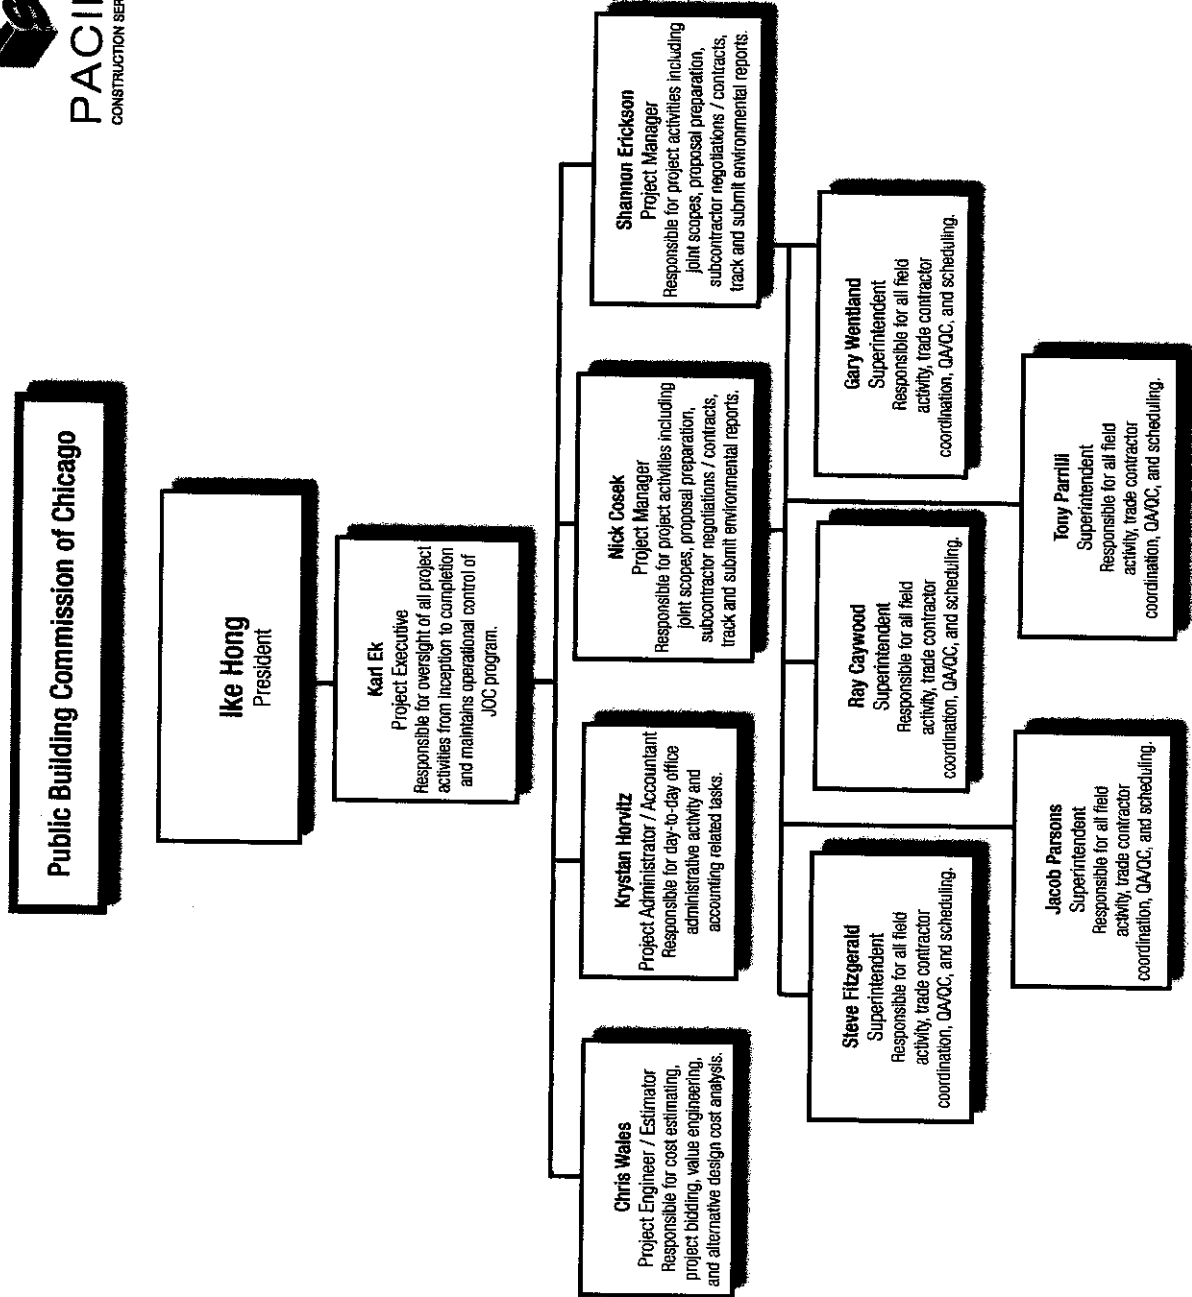 PACIF
CONSTRUCTION SER
Public Building Commission of Chicago
Ike Hong
President
Karl Ek
Project Executive
Responsible for oversight of all project
activities from Inception to completion
and maintains operational control of
JOC program.
Chris Wales
Project Engineer / Estimator
Responsible for cost estimating,
project bidding, value engineering,
and alternative design cost analysis.
Krystan Horvitz
Project Administrator / Accountant
Responsible for day-to-day office
administrative activity and
accounting related tasks.
Nick Cosek
Project Manager
Responsible for project activities including
joint scopes, proposal preparation,
subcontractor negotiations / contracts,
track and submit environmental reports.
Shannon Erickson
Project Manager
Responsible for project activities including
joint scopes, proposal preparation,
subcontractor negotiations / contracts,
track and submit environmental reports.
Steve Fitzgerald
Superintendent
Responsible for all field
activity, trade contractor
coordination, QA/QC, and scheduling.
Ray Caywood
Superintendent
Responsible for all field
activity, trade contractor
coordination, QA/QC, and scheduling.
Gary Wentland
Superintendent
Responsible for all field
activity, trade contractor
coordination, QA/QC, and scheduling.
Jacob Parsons
Superintendent
Responsible for all field
activity, trade contractor
coordination, QA/QC, and scheduling.
Tony Parrilli
Superintendent
Responsible for all field
activity, trade contractor
coordination, QA/QC, and scheduling.